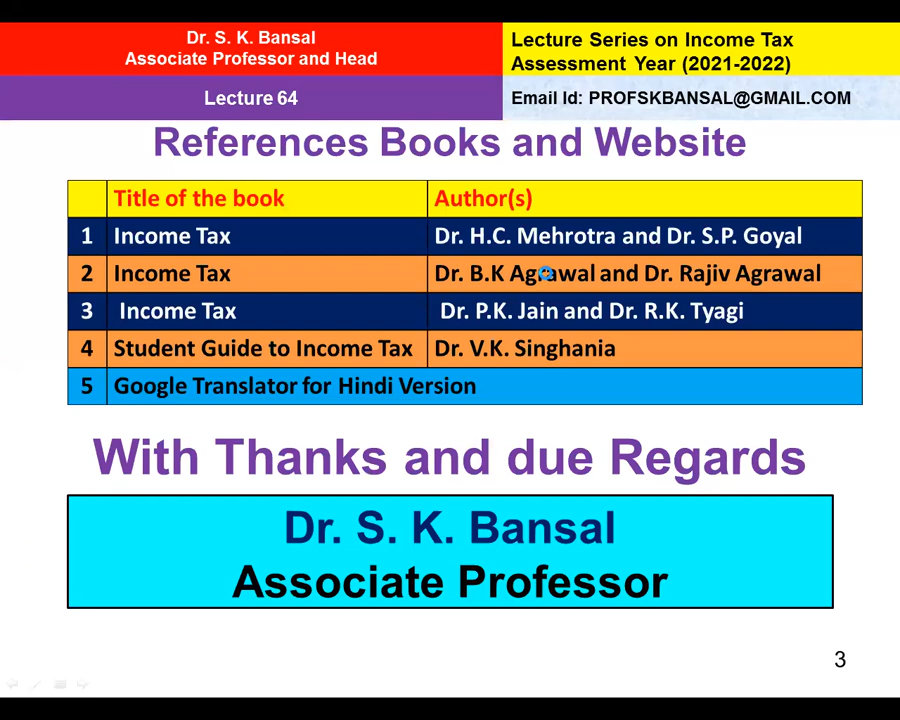 Dr. S. K. Bansal
Associate Professor and Head
Lecture Series on Income Tax
Assessment Year (2021-2022)
Lecture 64
Email Id: PROFSKBANSAL@GMAIL.COM
References Books and Website
Title of the book Author(s)
1 Income Tax Dr. H.C. Mehrotra and Dr. S.P. Goyal
2 Income Tax Dr. B.K Agrawal and Dr. Rajiv Agrawal
3 Income Tax Dr. P.K. Jain and Dr. R.K. Tyagi
4 Student Guide to Income Tax Dr. V.K. Singhania
5 Google Translator for Hindi Version
With Thanks and due Regards
Dr. S. K. Bansal
Associate Professor
3